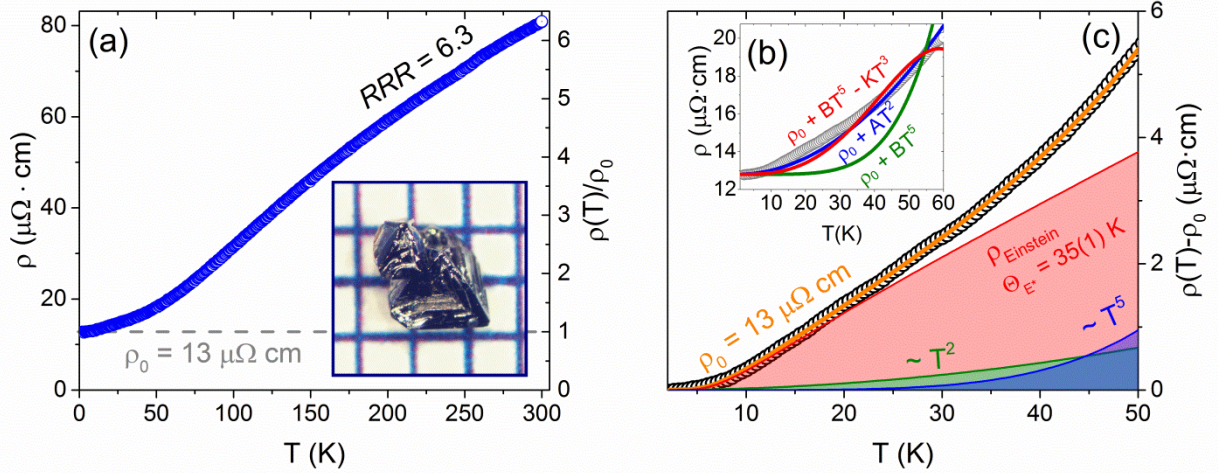 (a)
RRR = 6.3
ρ₀ = 13 μΩ cm
ρ (μΩ · cm)
80
60
40
20
0
0 50 100 150 200 250 300
T (K)
6
5
4
3
2
1
0
ρ(T)/ρ₀
(b)
ρ (μΩ·cm)
20
18
16
14
12
ρ₀ + BT⁵ - KT³
ρ₀ + AT²
ρ₀ + BT⁵
10 20 30 40 50 60
T(K)
(c)
ρ₀ = 13 μΩ cm
ρEinstein
ΘE* = 35(1) K
~ T²
~ T⁵
10 20 30 40 50
T (K)
6
4
2
0
ρ(T)-ρ₀ (μΩ·cm)